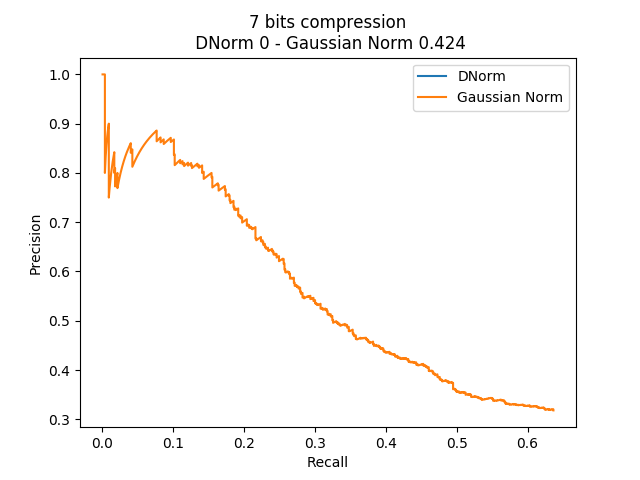 7 bits compression
DNorm 0 - Gaussian Norm 0.424
DNorm
Gaussian Norm
1.0
0.9
0.8
0.7
0.6
0.5
0.4
0.3
Precision
0.0 0.1 0.2 0.3 0.4 0.5 0.6
Recall